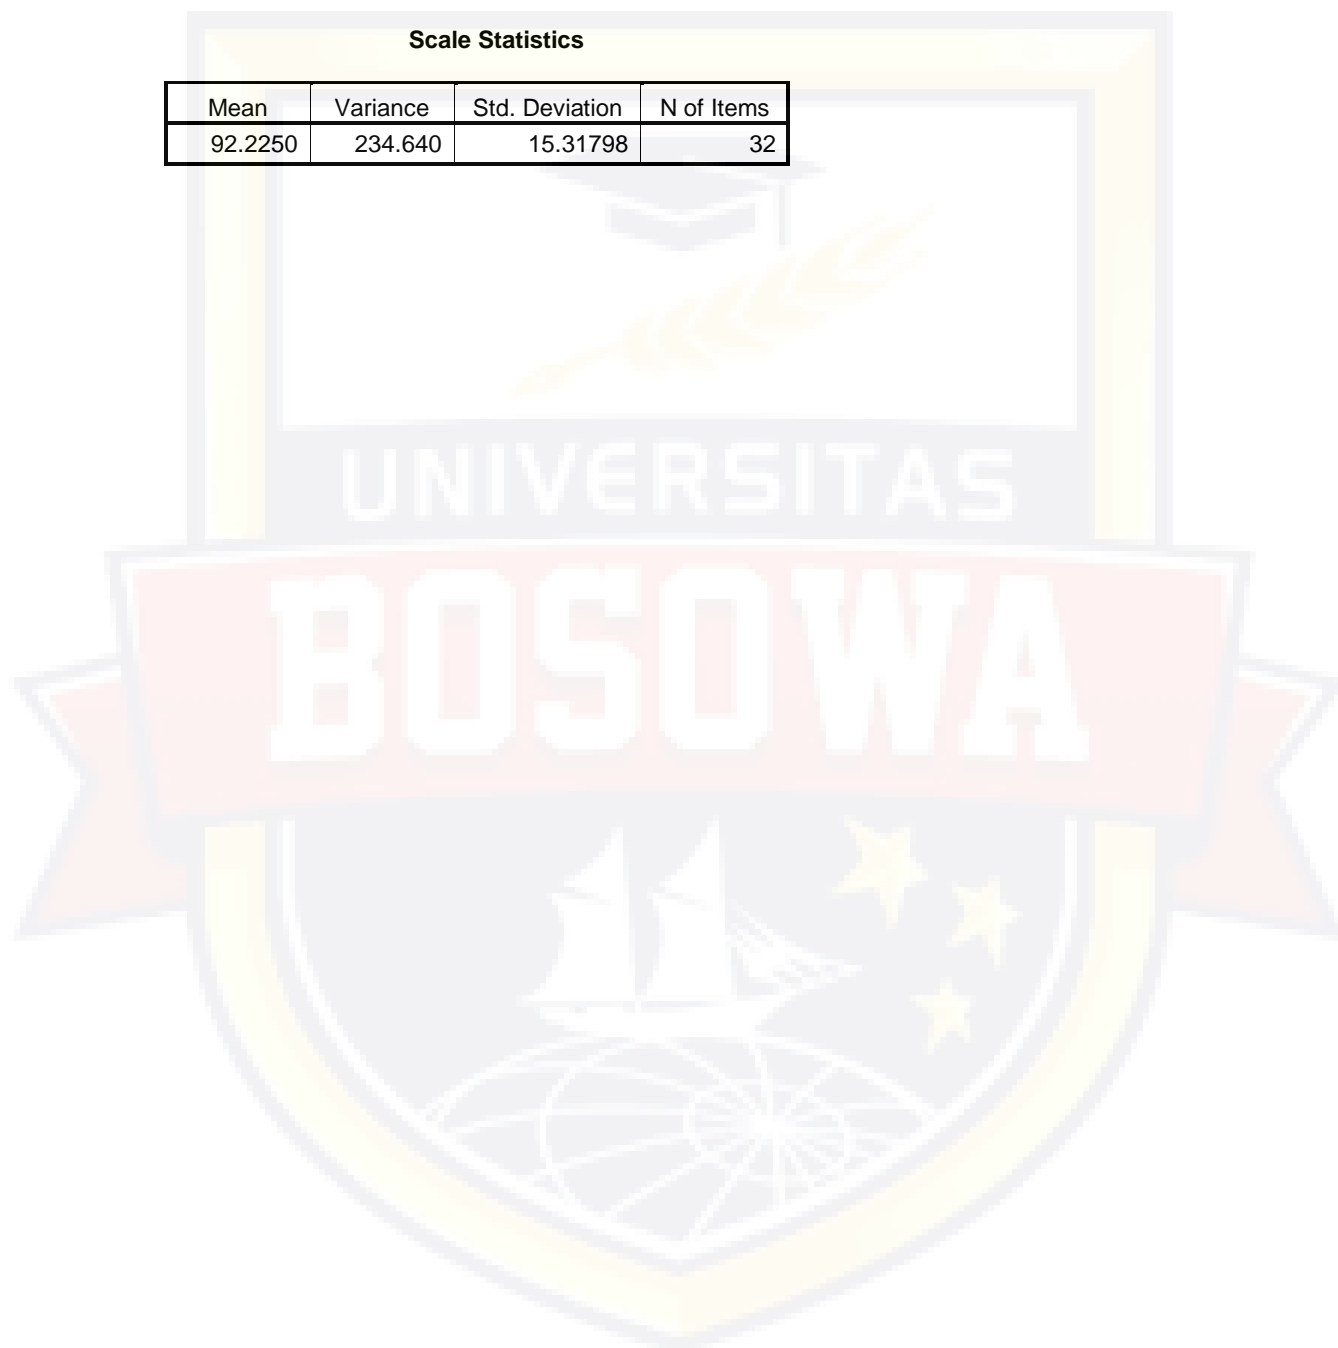 Scale Statistics
Mean Variance Std. Deviation N of Items
92.2250 234.640 15.31798 32
UNIVERSITAS
BOSOWA